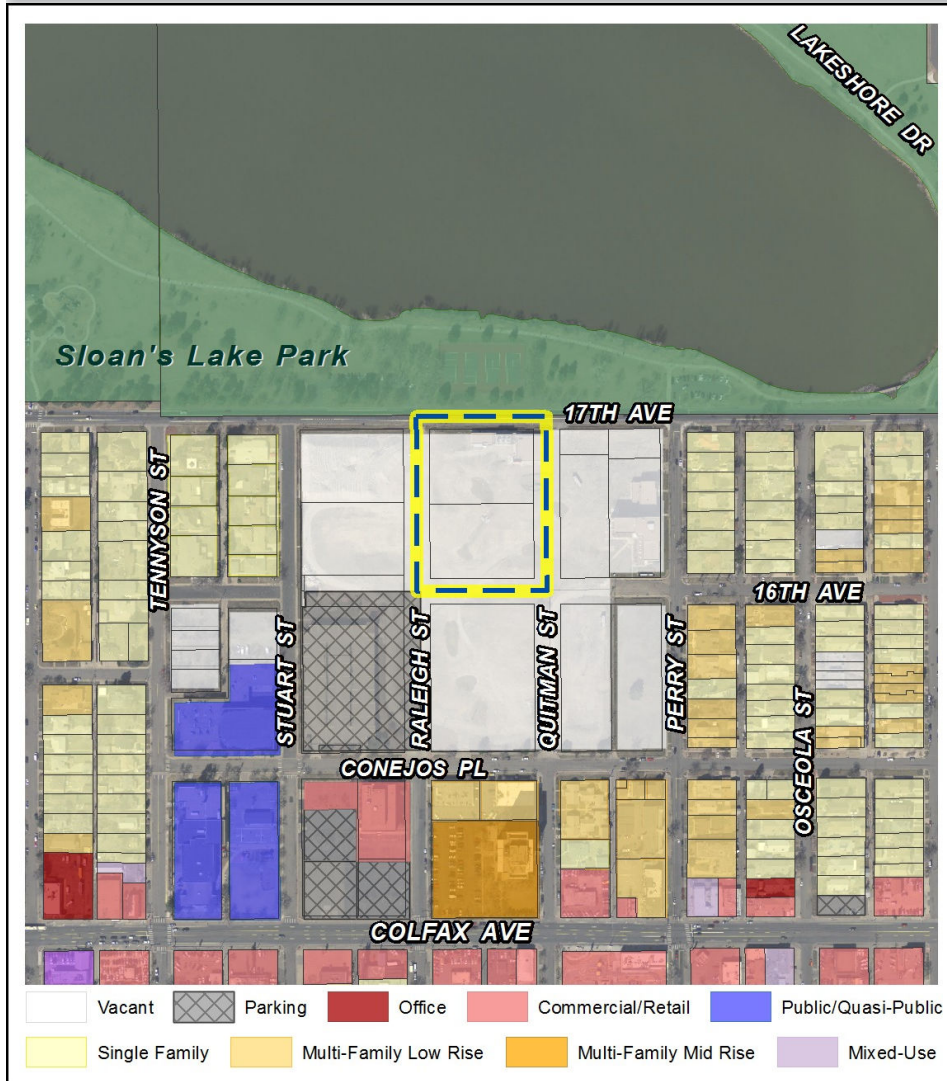 LAKESHORE DR
Sloan's Lake Park
17TH AVE
TENNYSON ST
16TH AVE
STUART ST
RALEIGH ST
QUITMAN ST
PERRY ST
OSCEOLA ST
CONEJOS PL
COLFAX AVE
Vacant
Parking
Office
Commercial/Retail
Public/Quasi-Public
Single Family
Multi-Family Low Rise
Multi-Family Mid Rise
Mixed-Use